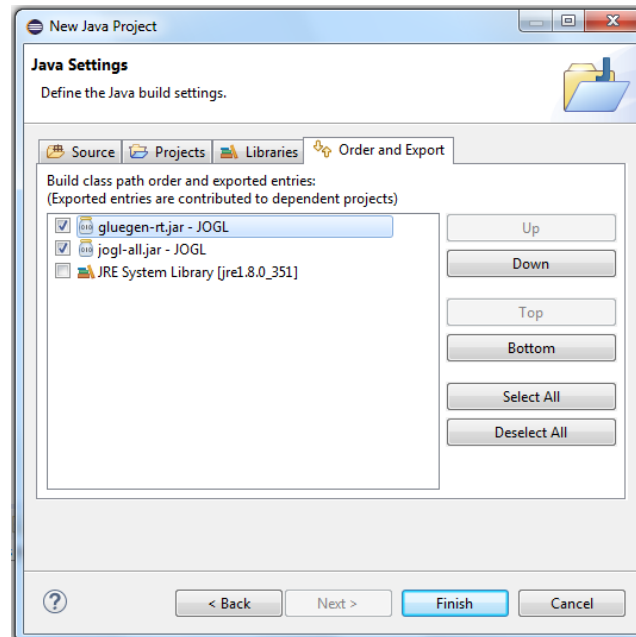 New Java Project
Java Settings
Define the Java build settings.
Source Projects Libraries Order and Export
Build class path order and exported entries:
(Exported entries are contributed to dependent projects)
gluegen-rt.jar - JOGL
jogl-all.jar - JOGL
JRE System Library [jre1.8.0_351]
Up
Down
Top
Bottom
Select All
Deselect All
< Back Next > Finish Cancel